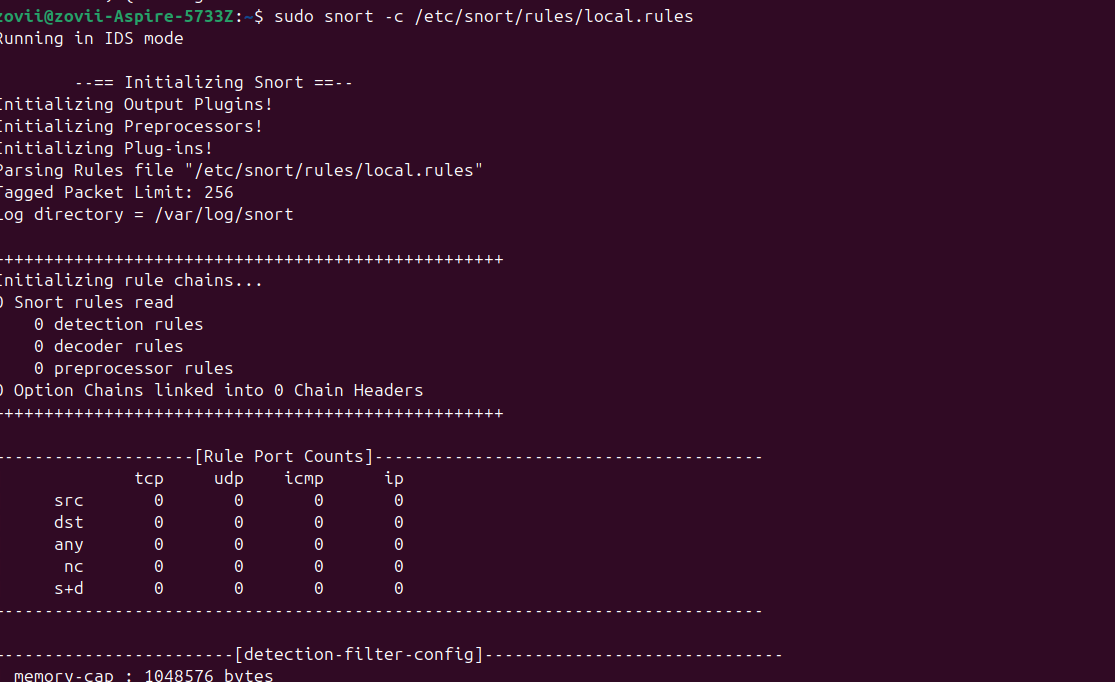 zovii@zovii-Aspire-5733Z:~$ sudo snort -c /etc/snort/rules/local.rules
Running in IDS mode
--== Initializing Snort ==--
Initializing Output Plugins!
Initializing Preprocessors!
Initializing Plug-ins!
Parsing Rules file "/etc/snort/rules/local.rules"
Tagged Packet Limit: 256
Log directory = /var/log/snort
+++++++++++++++++++++++++++++++++++++++++++++++++++
Initializing rule chains...
0 Snort rules read
    0 detection rules
    0 decoder rules
    0 preprocessor rules
0 Option Chains linked into 0 Chain Headers
+++++++++++++++++++++++++++++++++++++++++++++++++++
--------------------[Rule Port Counts]---------------------------------------
tcp udp icmp ip
src 0 0 0 0
dst 0 0 0 0
any 0 0 0 0
nc 0 0 0 0
s+d 0 0 0 0
-----------------------------------------------------------------------------
------------------------[detection-filter-config]------------------------------
memory-cap : 1048576 bytes